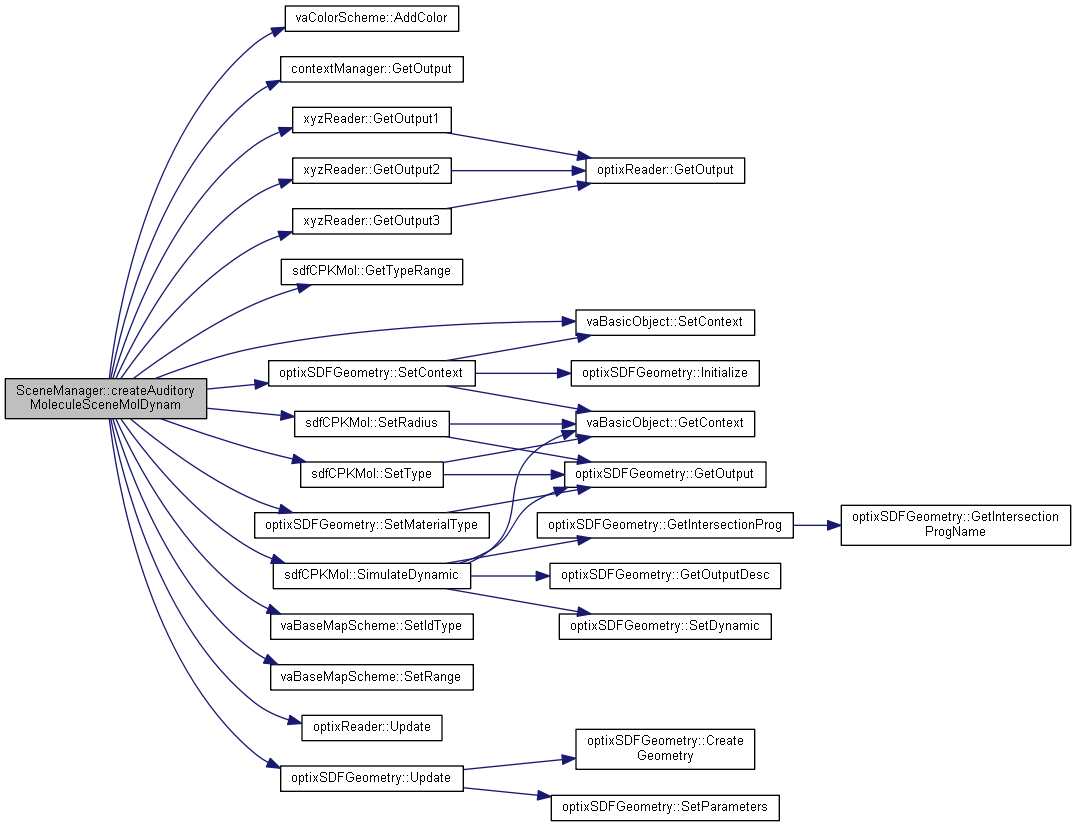 vaColorScheme::AddColor
contextManager::GetOutput
xyzReader::GetOutput1
xyzReader::GetOutput2
optixReader::GetOutput
xyzReader::GetOutput3
sdfCPKMol::GetTypeRange
vaBasicObject::SetContext
optixSDFGeometry::SetContext
optixSDFGeometry::Initialize
SceneManager::createAuditory
MoleculeSceneMolDynam
sdfCPKMol::SetRadius
vaBasicObject::GetContext
sdfCPKMol::SetType
optixSDFGeometry::GetOutput
optixSDFGeometry::SetMaterialType
optixSDFGeometry::GetIntersectionProg
optixSDFGeometry::GetIntersection
ProgName
sdfCPKMol::SimulateDynamic
optixSDFGeometry::GetOutputDesc
vaBaseMapScheme::SetIdType
optixSDFGeometry::SetDynamic
vaBaseMapScheme::SetRange
optixReader::Update
optixSDFGeometry::Create
Geometry
optixSDFGeometry::Update
optixSDFGeometry::SetParameters